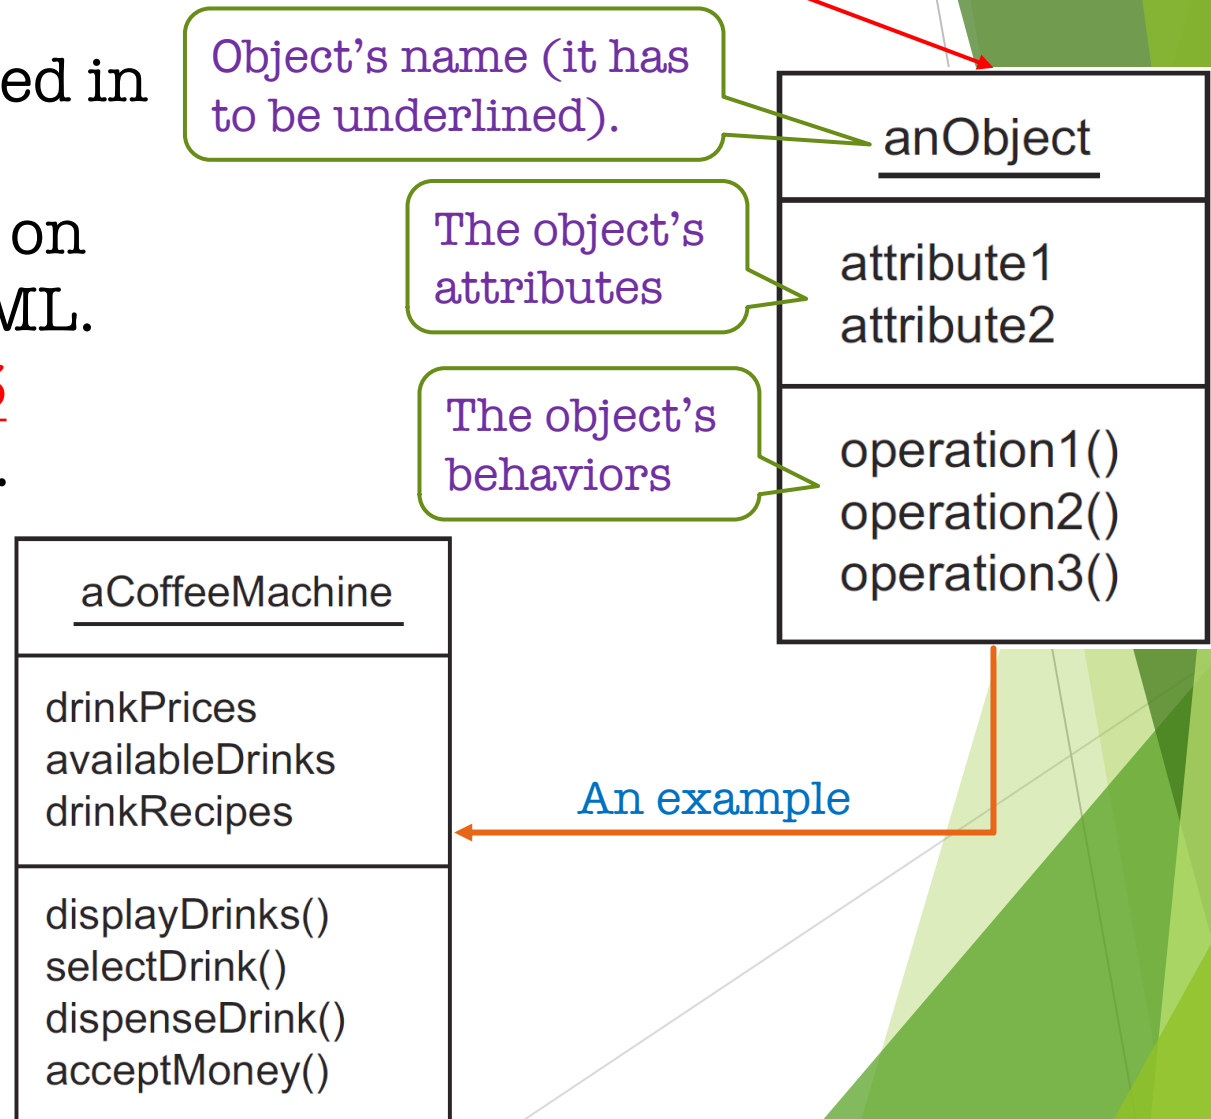 ed in
on
ML.
Object's name (it has
to be underlined).
The object's
attributes
The object's
behaviors
anObject
attribute1
attribute2
operation1()
operation2()
operation3()
An example
aCoffeeMachine
drinkPrices
availableDrinks
drinkRecipes
displayDrinks()
selectDrink()
dispenseDrink()
acceptMoney()